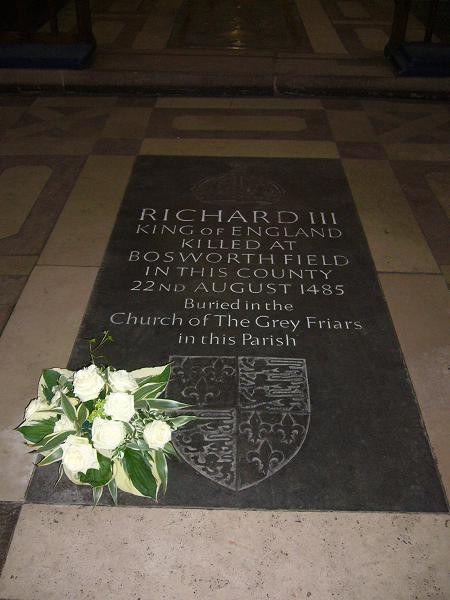 RICHARD III
KING OF ENGLAND
KILLED AT
BOSWORTH FIELD
IN THIS COUNTY
22ND AUGUST 1485
Buried in the
Church of The Grey Friars
in this Parish